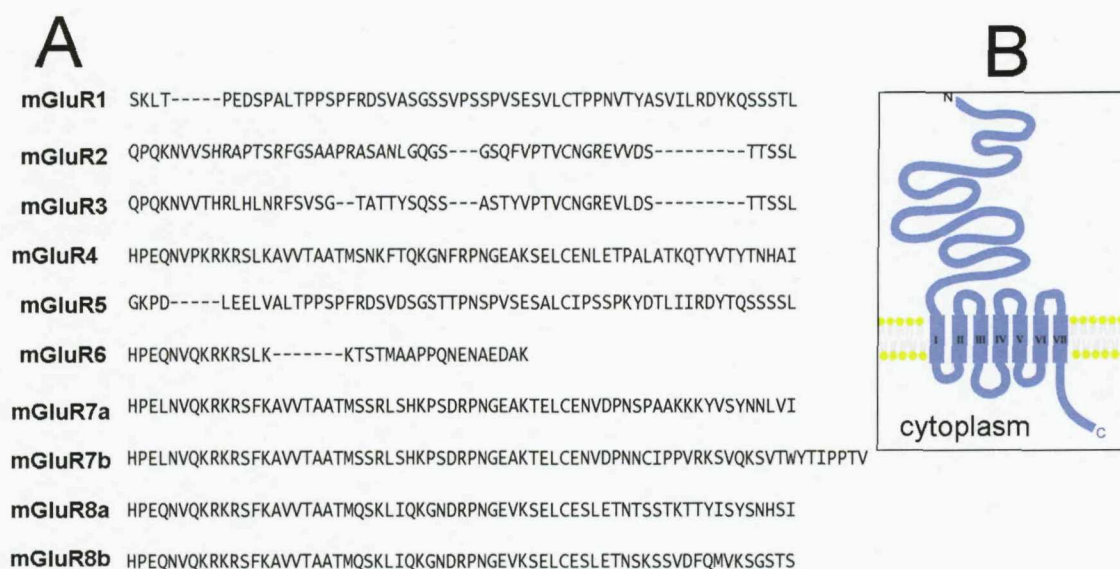 A
mGluR1 SKLT-----PEDSPALTPPSPFRDSVASGSSVPSSPVSESVLCTPPNVTYASVILRDYKQSSSTL
mGluR2 QPQKNVVSHRAPTSRFGSAAPRASANLGQGS---GSQFVPTVCNGREVVDS---------TTSSL
mGluR3 QPQKNVVTHRLHLNRFSVSG--TATTYSQSS---ASTYVPTVCNGREVLDS---------TTSSL
mGluR4 HPEQNVPKRKRSLKAVVTAATMSNKFTQKGNFRPNGEAKSELCENLETPALATKQTYVTYTNHAI
mGluR5 GKPD-----LEELVALTPPSPFRDSVDSGSTTPNSPVSESALCIPSSPKYDTLIIRDYTQSSSSL
mGluR6 HPEQNVQKRKRSLK-------KTSTMAAPPQNENAEDAK
mGluR7a HPELNVQKRKRSFKAVVTAATMSSRLSHKPSDRPNGEAKTELCENVDPNSPAAKKKYVSYNNLVI
mGluR7b HPELNVQKRKRSFKAVVTAATMSSRLSHKPSDRPNGEAKTELCENVDPNNCIPPVRKSVQKSVTWYTIPPTV
mGluR8a HPEQNVQKRKRSFKAVVTAATMQSKLIQKGNDRPNGEVKSELCESLETNTSSTKTTYISYSNHSI
mGluR8b HPEQNVQKRKRSFKAVVTAATMQSKLIQKGNDRPNGEVKSELCESLETNSKSSVDFQMVKSGSTS
B
N
I II III IV V VI VII
cytoplasm
C